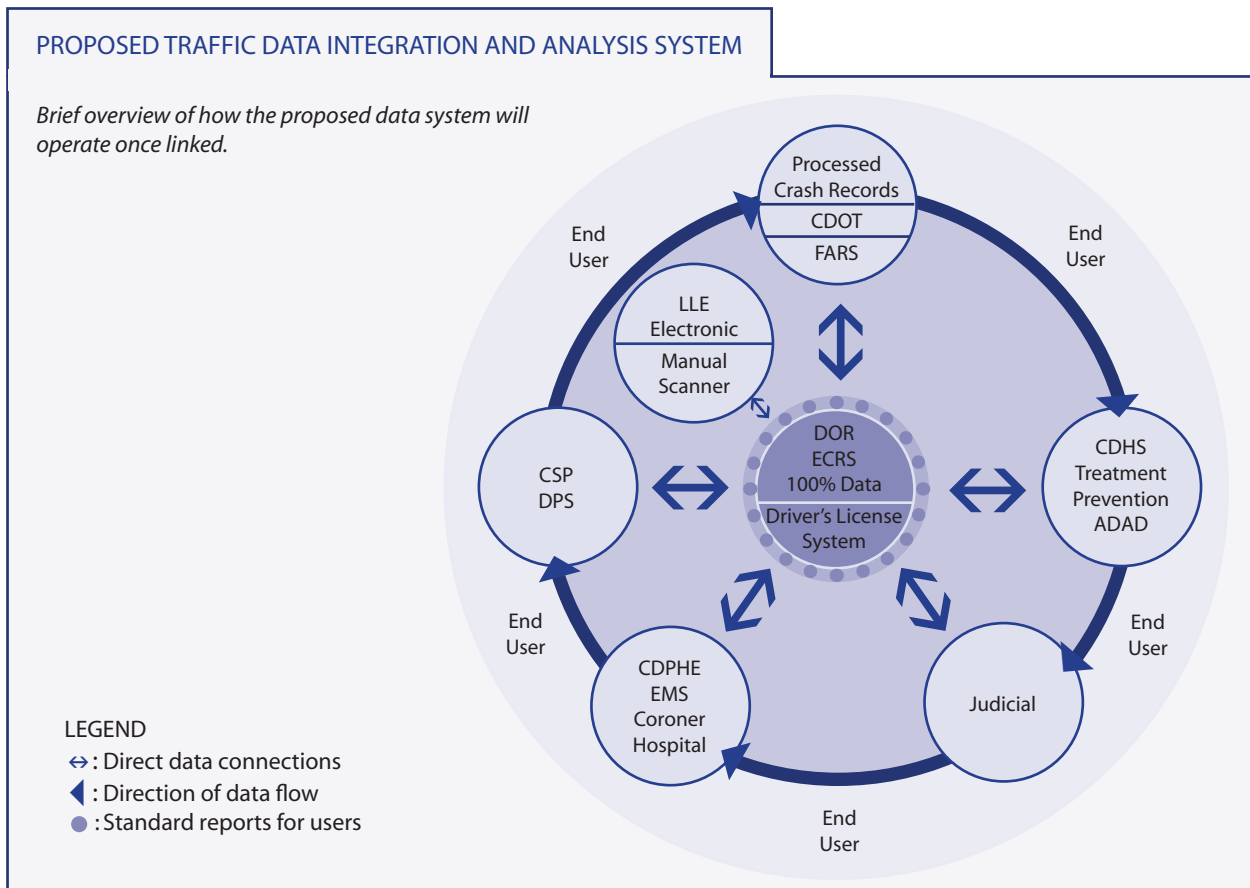 PROPOSED TRAFFIC DATA INTEGRATION AND ANALYSIS SYSTEM
Brief overview of how the proposed data system will
operate once linked.
Processed
Crash Records
CDOT
FARS
End
User
End
User
LLE
Electronic
Manual
Scanner
DOR
ECRS
100% Data
Driver’s License
System
CSP
DPS
CDHS
Treatment
Prevention
ADAD
End
User
End
User
CDPHE
EMS
Coroner
Hospital
Judicial
End
User
LEGEND
: Direct data connections
: Direction of data flow
: Standard reports for users